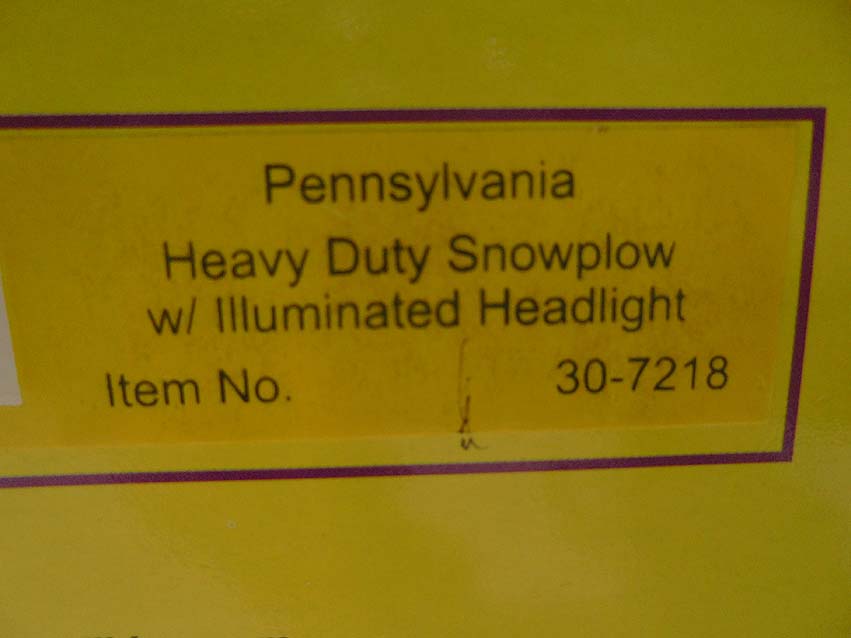 Pennsylvania
Heavy Duty Snowplow
w/ Illuminated Headlight
Item No. 30-7218